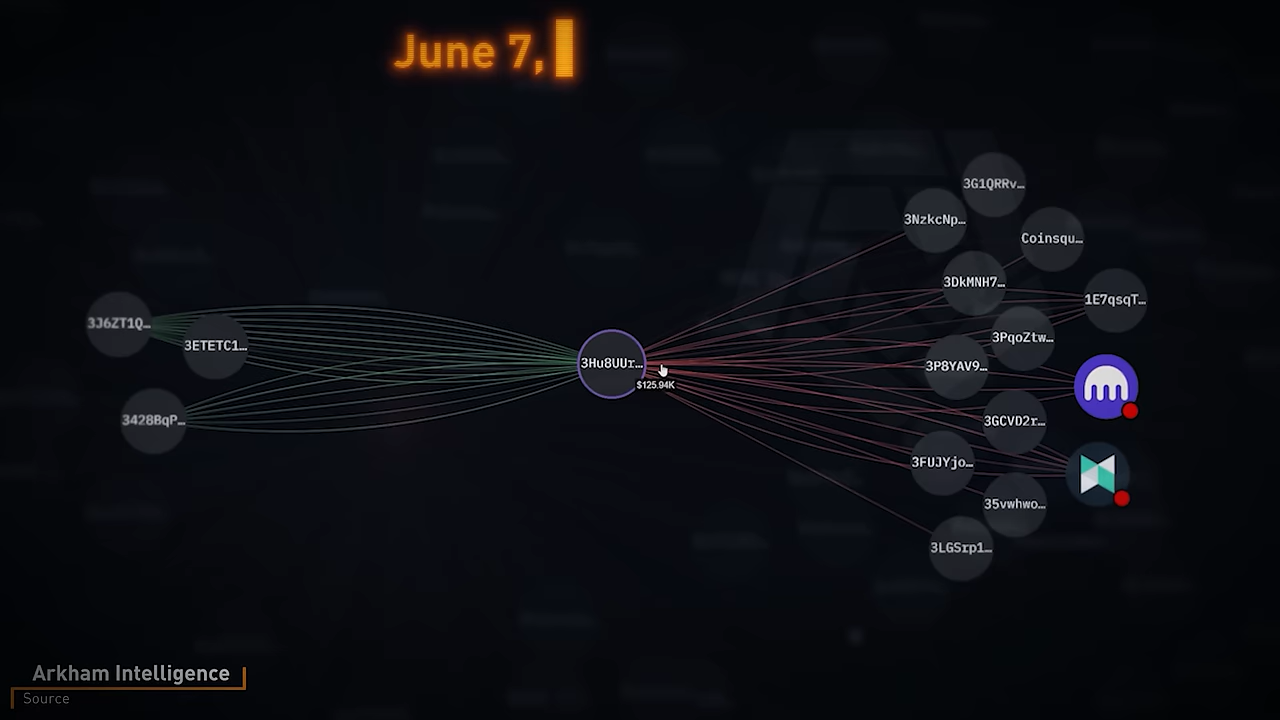 June 7,
3G1QRRv…
3NzkcNp…
Coinsqu…
3DkMNH7…
1E7qsqT…
3J6ZT1Q…
3ETETC1…
3PqoZtw…
3Hu8UUr…
3P8YAV9…
$125.94K
3428BqP…
3GCVD2r…
3FUJYjo…
35vwhwo…
3LGSrp1…
Arkham Intelligence
Source